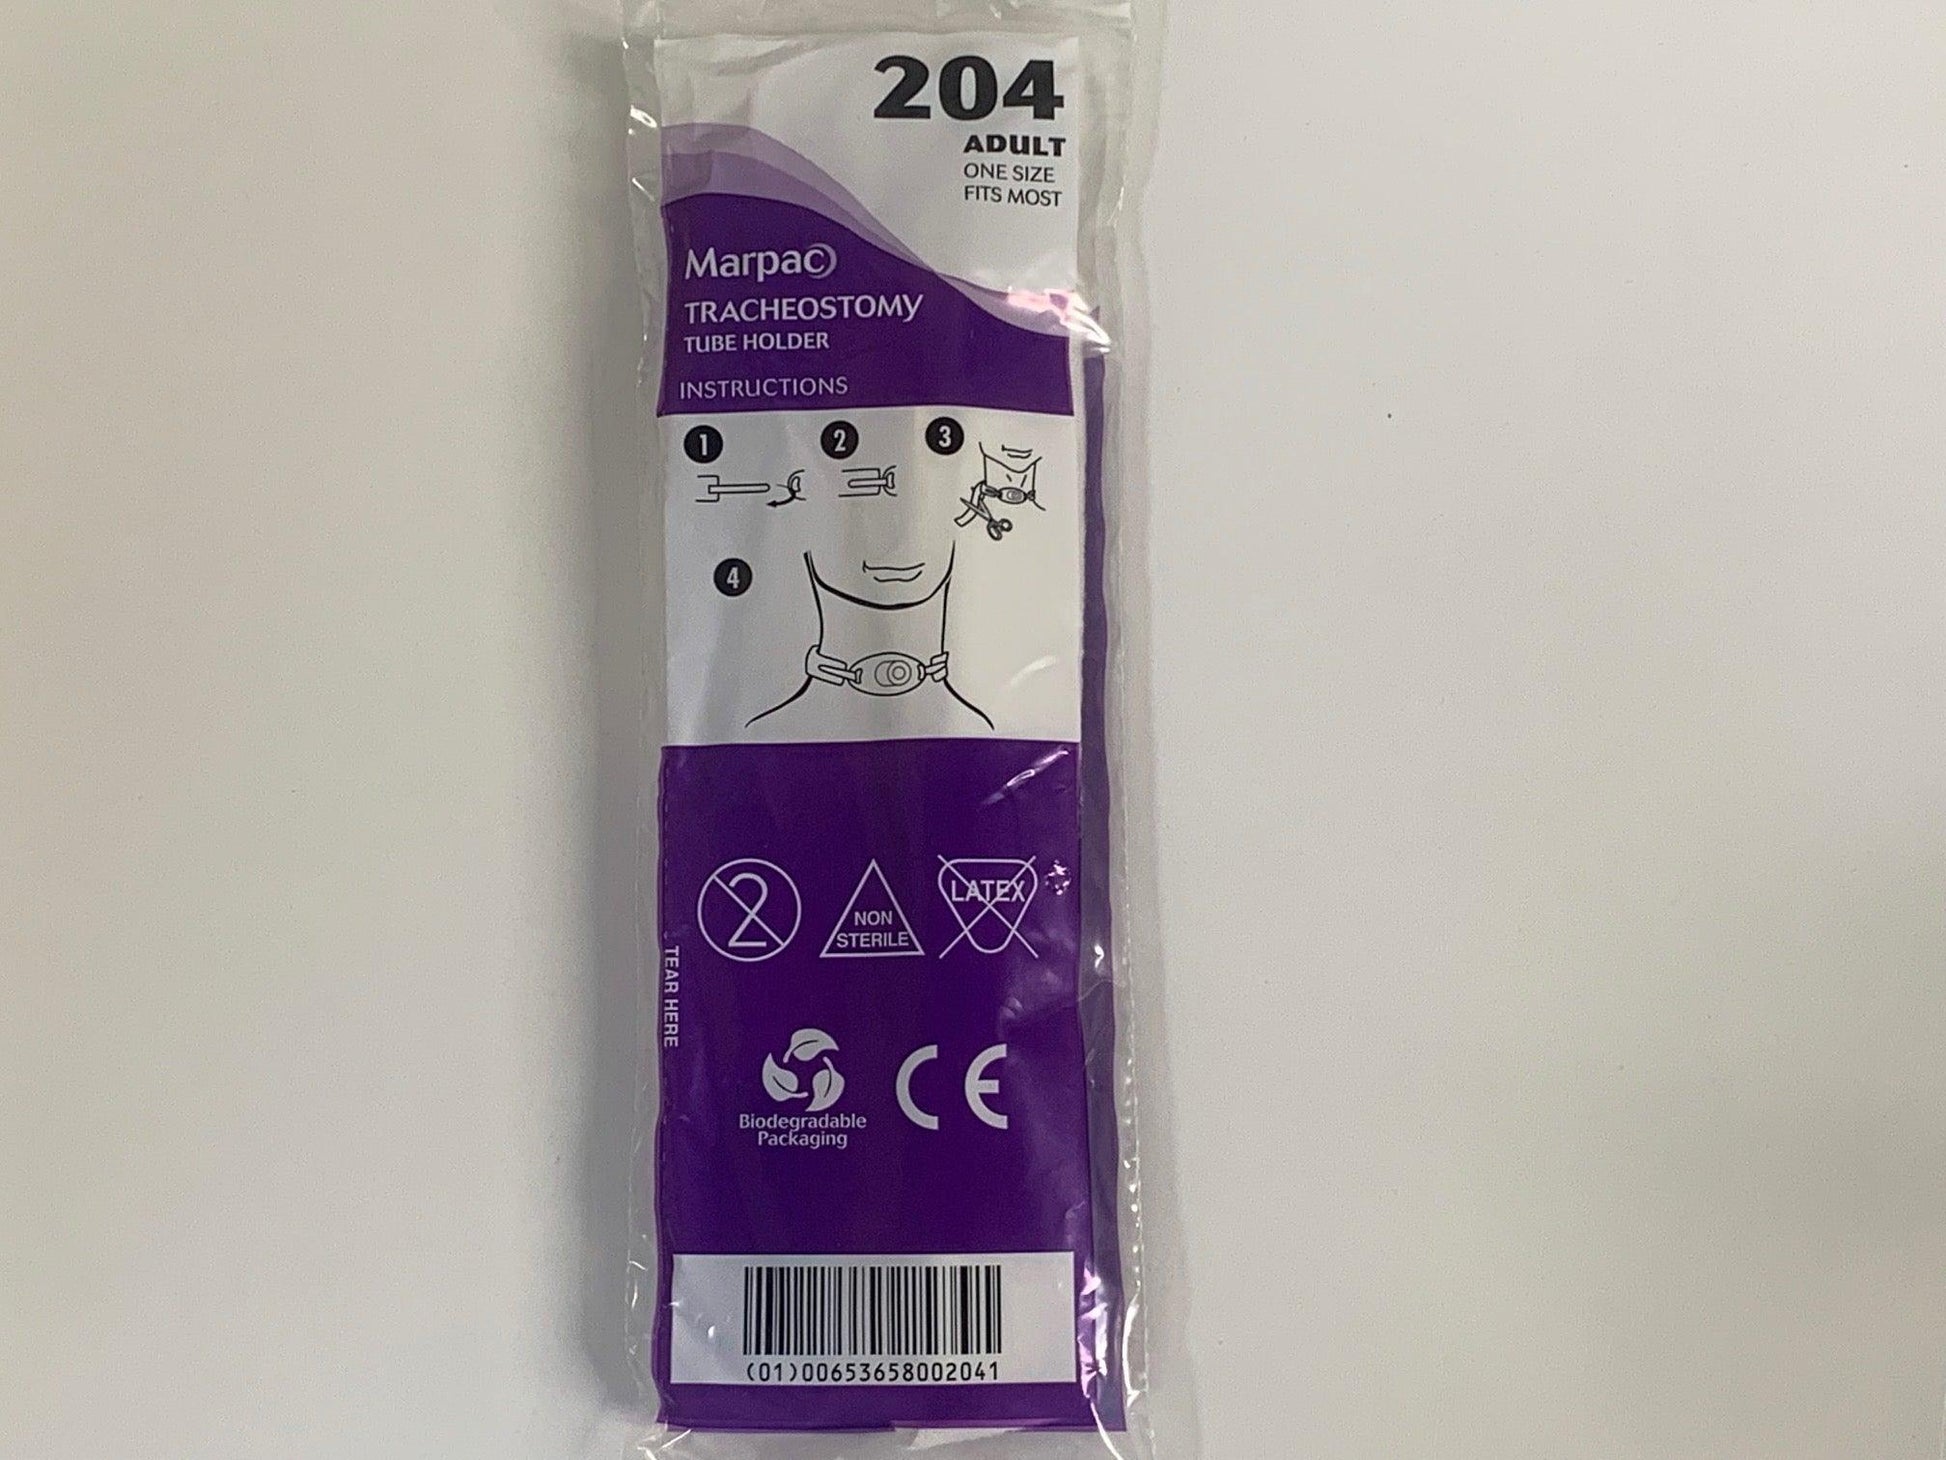 204
ADULT
ONE SIZE
FITS MOST
Marpac
TRACHEOSTOMY
TUBE HOLDER
INSTRUCTIONS
1
2
3
4
2
NON
STERILE
LATEX
TEAR HERE
Biodegradable
Packaging
CE
(01)00653658002041